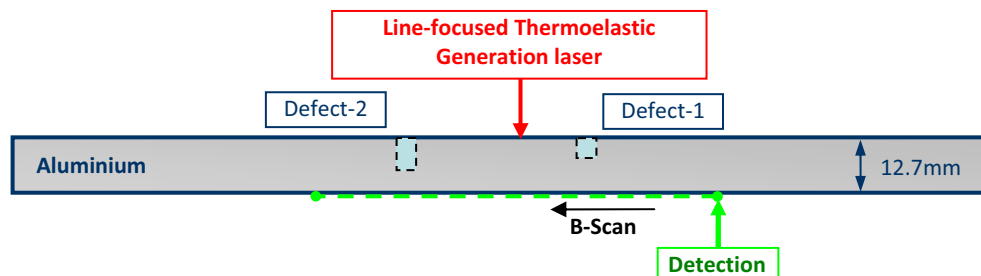 Line-focused Thermoelastic
Generation laser
Defect-2
Defect-1
Aluminium
12.7mm
B-Scan
Detection